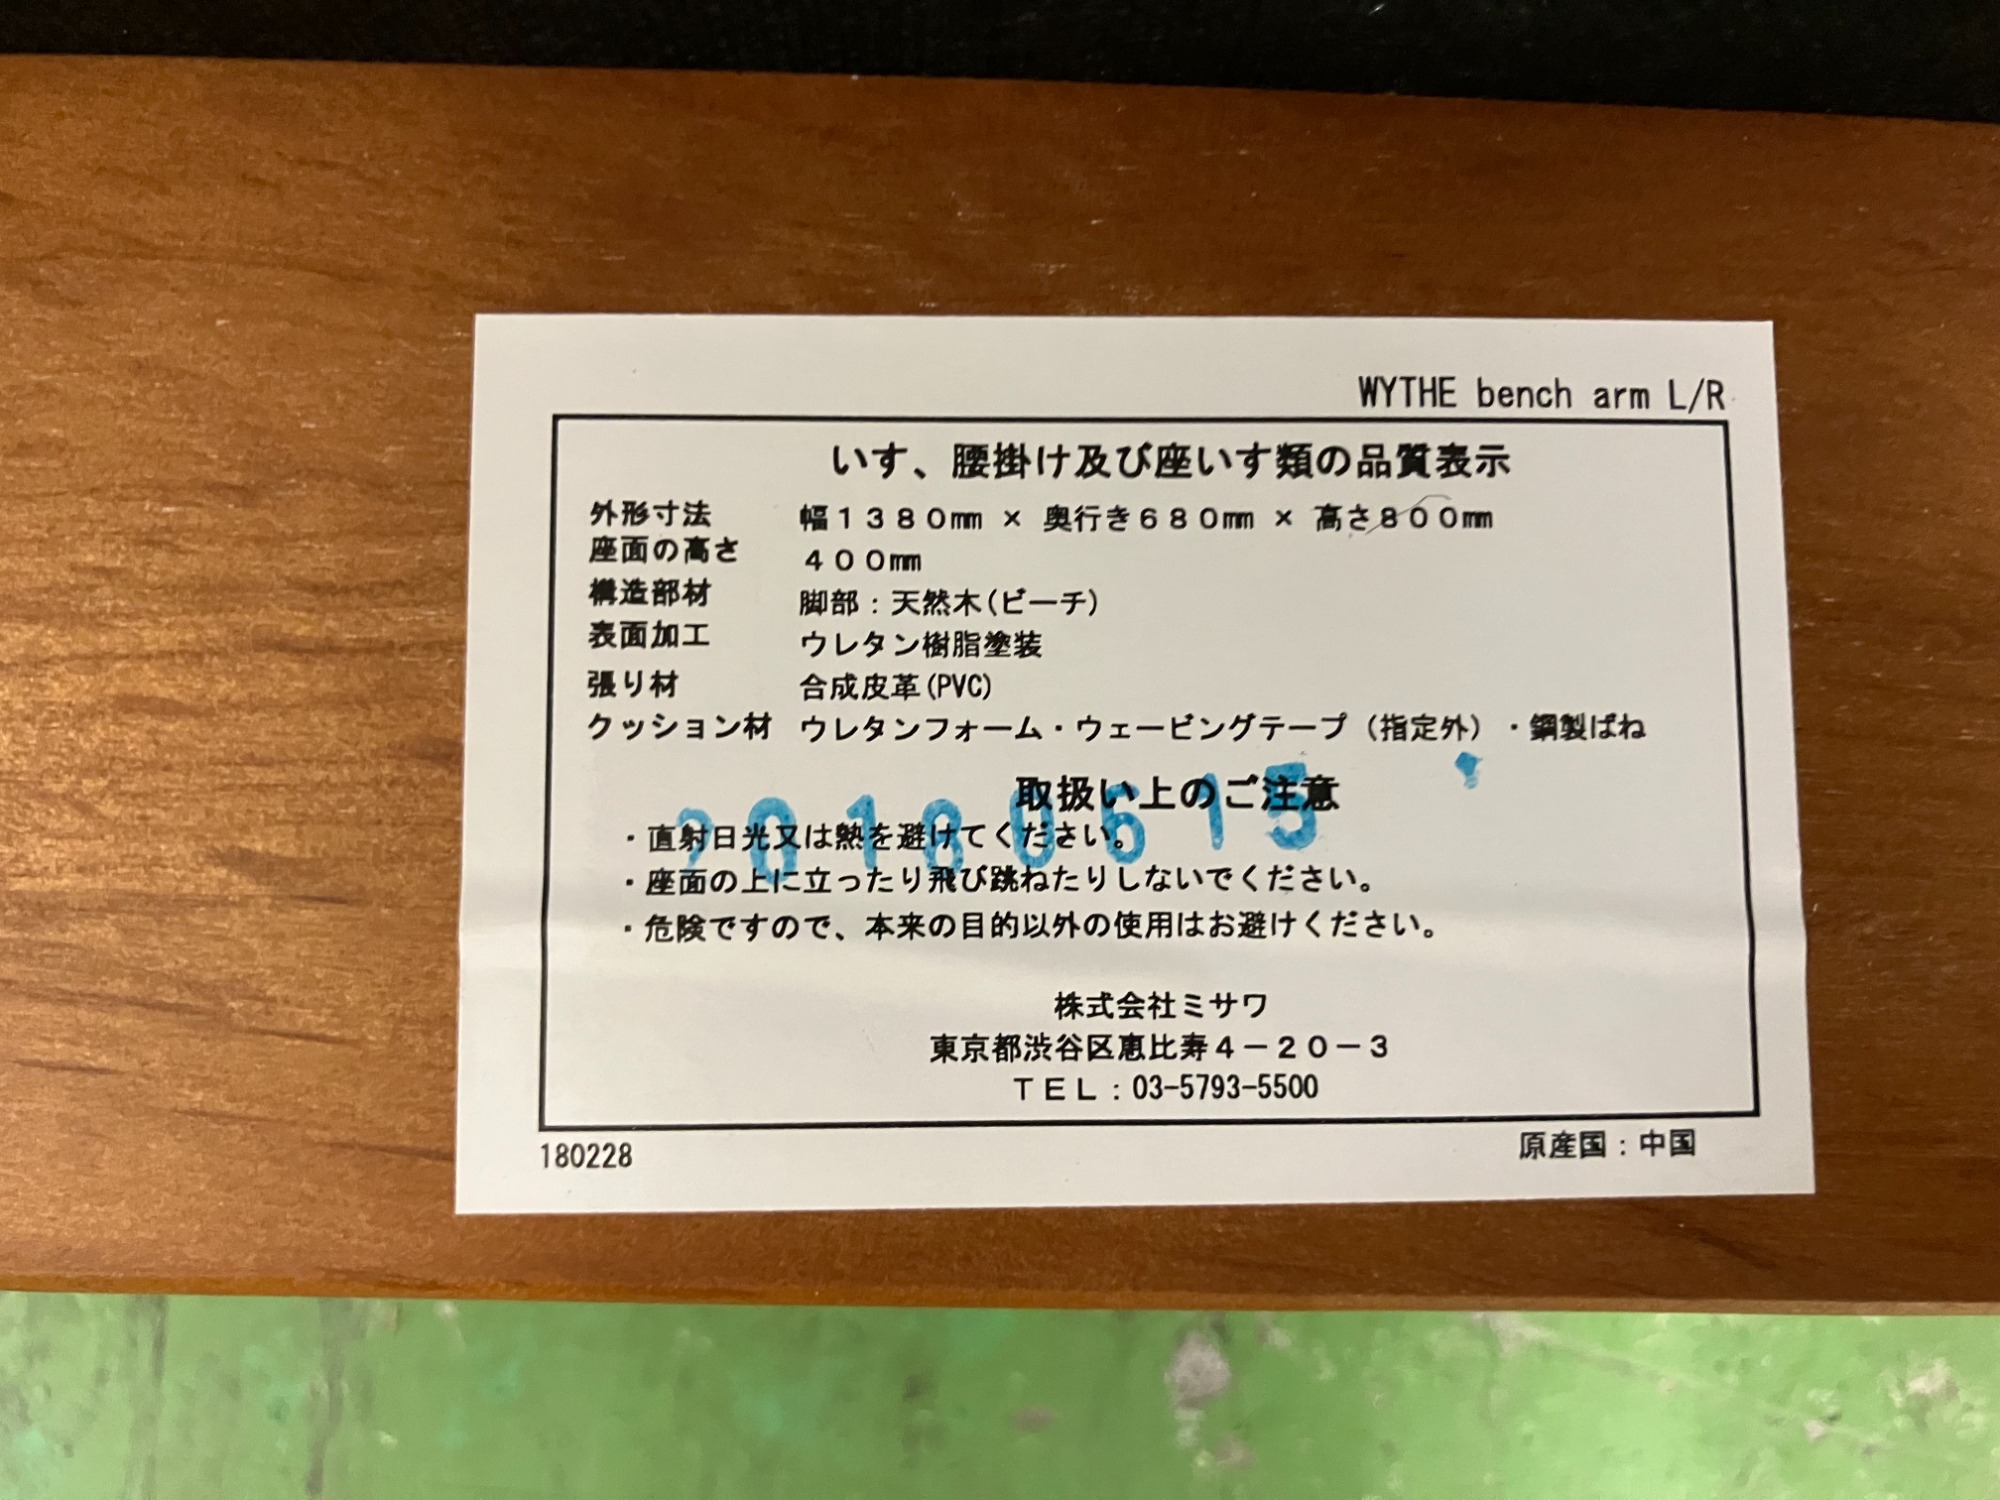 WYTHE bench arm L/R
いす、腰掛け及び座いす類の品質表示
外形寸法 幅１３８０㎜ × 奥行き６８０㎜ × 高さ８００㎜
座面の高さ ４００㎜
構造部材 脚部：天然木(ビーチ)
表面加工 ウレタン樹脂塗装
張り材 合成皮革(PVC)
クッション材 ウレタンフォーム・ウェービングテープ（指定外）・鋼製ばね
取扱い上のご注意
20180615
・直射日光又は熱を避けてください。
・座面の上に立ったり飛び跳ねたりしないでください。
・危険ですので、本来の目的以外の使用はお避けください。
株式会社ミサワ
東京都渋谷区恵比寿４－２０－３
ＴＥＬ：03-5793-5500
180228
原産国：中国